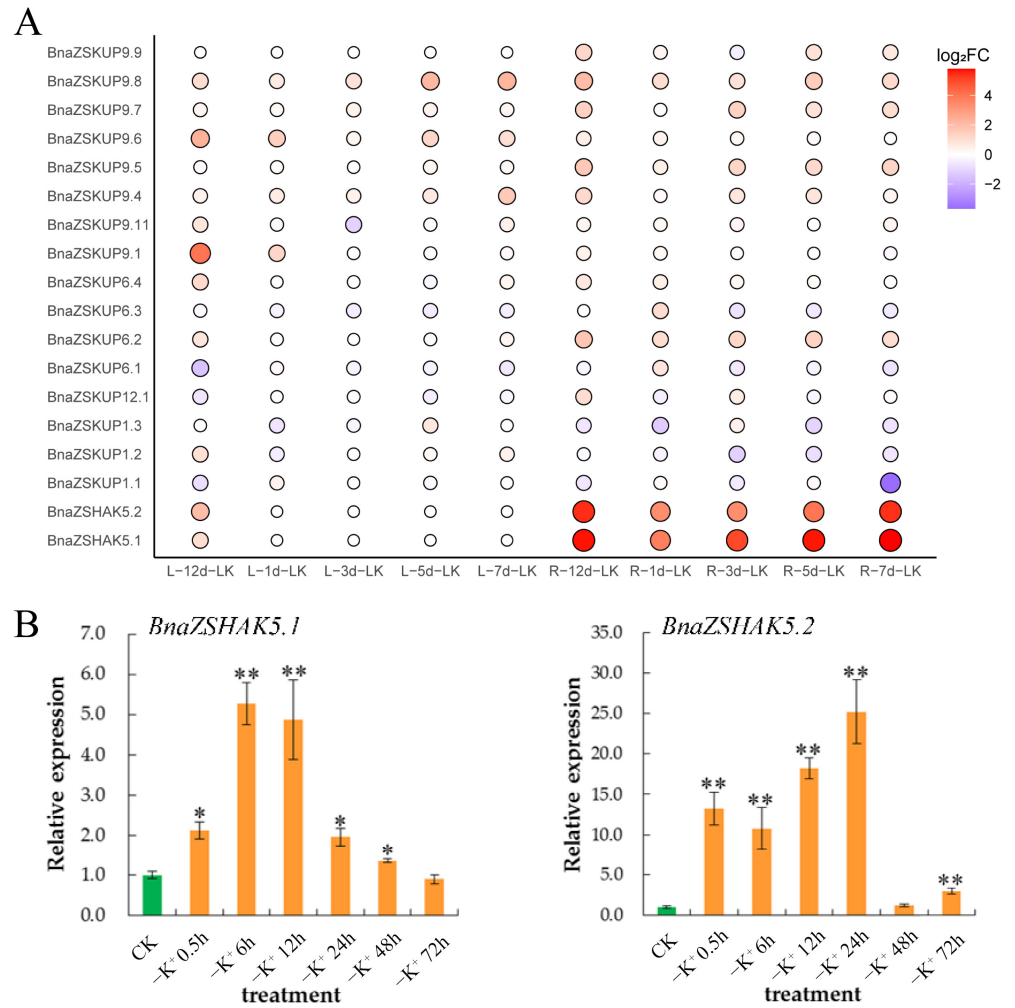 A
BnaZSKUP9.9
BnaZSKUP9.8
BnaZSKUP9.7
BnaZSKUP9.6
BnaZSKUP9.5
BnaZSKUP9.4
BnaZSKUP9.11
BnaZSKUP9.1
BnaZSKUP6.4
BnaZSKUP6.3
BnaZSKUP6.2
BnaZSKUP6.1
BnaZSKUP12.1
BnaZSKUP1.3
BnaZSKUP1.2
BnaZSKUP1.1
BnaZSHAK5.2
BnaZSHAK5.1
L−12d−LK L−1d−LK L−3d−LK L−5d−LK L−7d−LK R−12d−LK R−1d−LK R−3d−LK R−5d−LK R−7d−LK
log₂FC
4
2
0
−2
B
BnaZSHAK5.1
Relative expression
7.0
6.0
5.0
4.0
3.0
2.0
1.0
0.0
* ** ** * *
CK −K⁺ 0.5h −K⁺ 6h −K⁺ 12h −K⁺ 24h −K⁺ 48h −K⁺ 72h
treatment
BnaZSHAK5.2
Relative expression
35.0
30.0
25.0
20.0
15.0
10.0
5.0
0.0
** ** ** ** **
CK −K⁺ 0.5h −K⁺ 6h −K⁺ 12h −K⁺ 24h −K⁺ 48h −K⁺ 72h
treatment